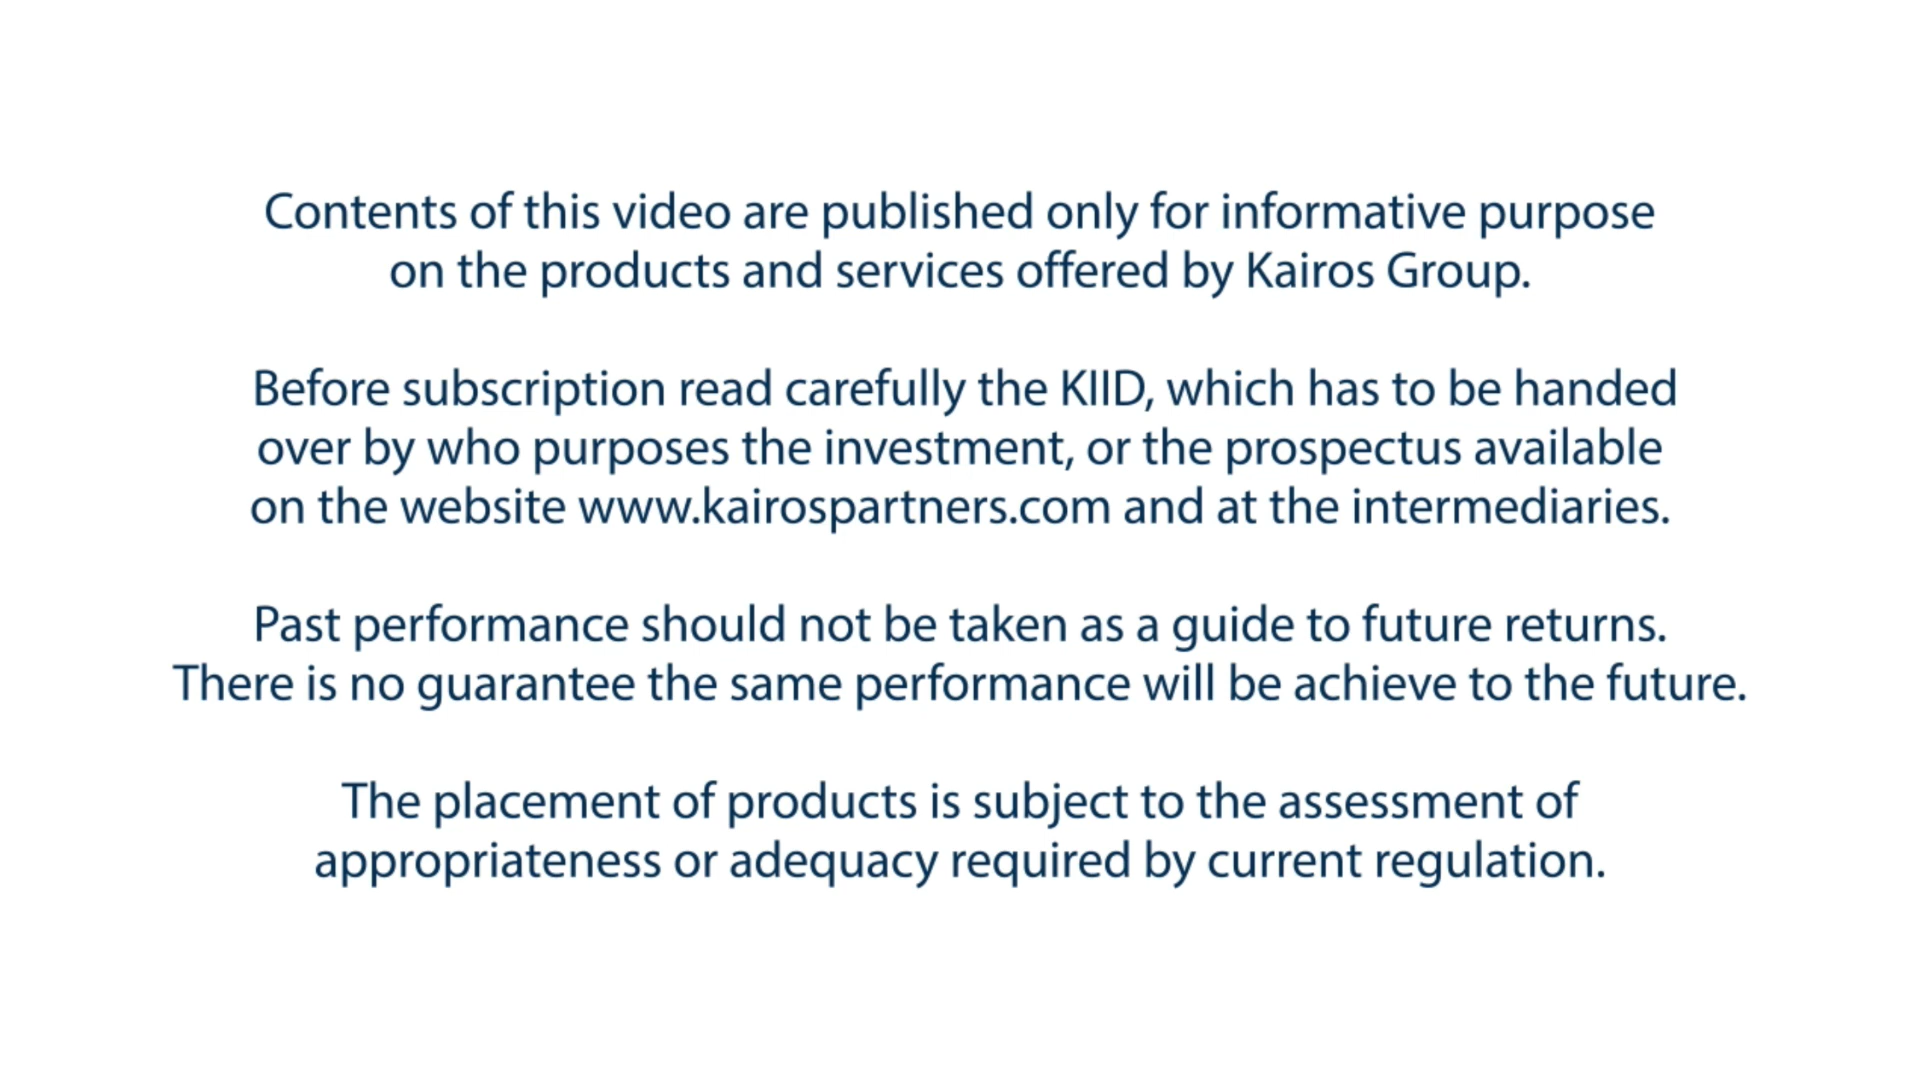 Contents of this video are published only for informative purpose
on the products and services offered by Kairos Group.
Before subscription read carefully the KIID, which has to be handed
over by who purposes the investment, or the prospectus available
on the website www.kairospartners.com and at the intermediaries.
Past performance should not be taken as a guide to future returns.
There is no guarantee the same performance will be achieve to the future.
The placement of products is subject to the assessment of
appropriateness or adequacy required by current regulation.